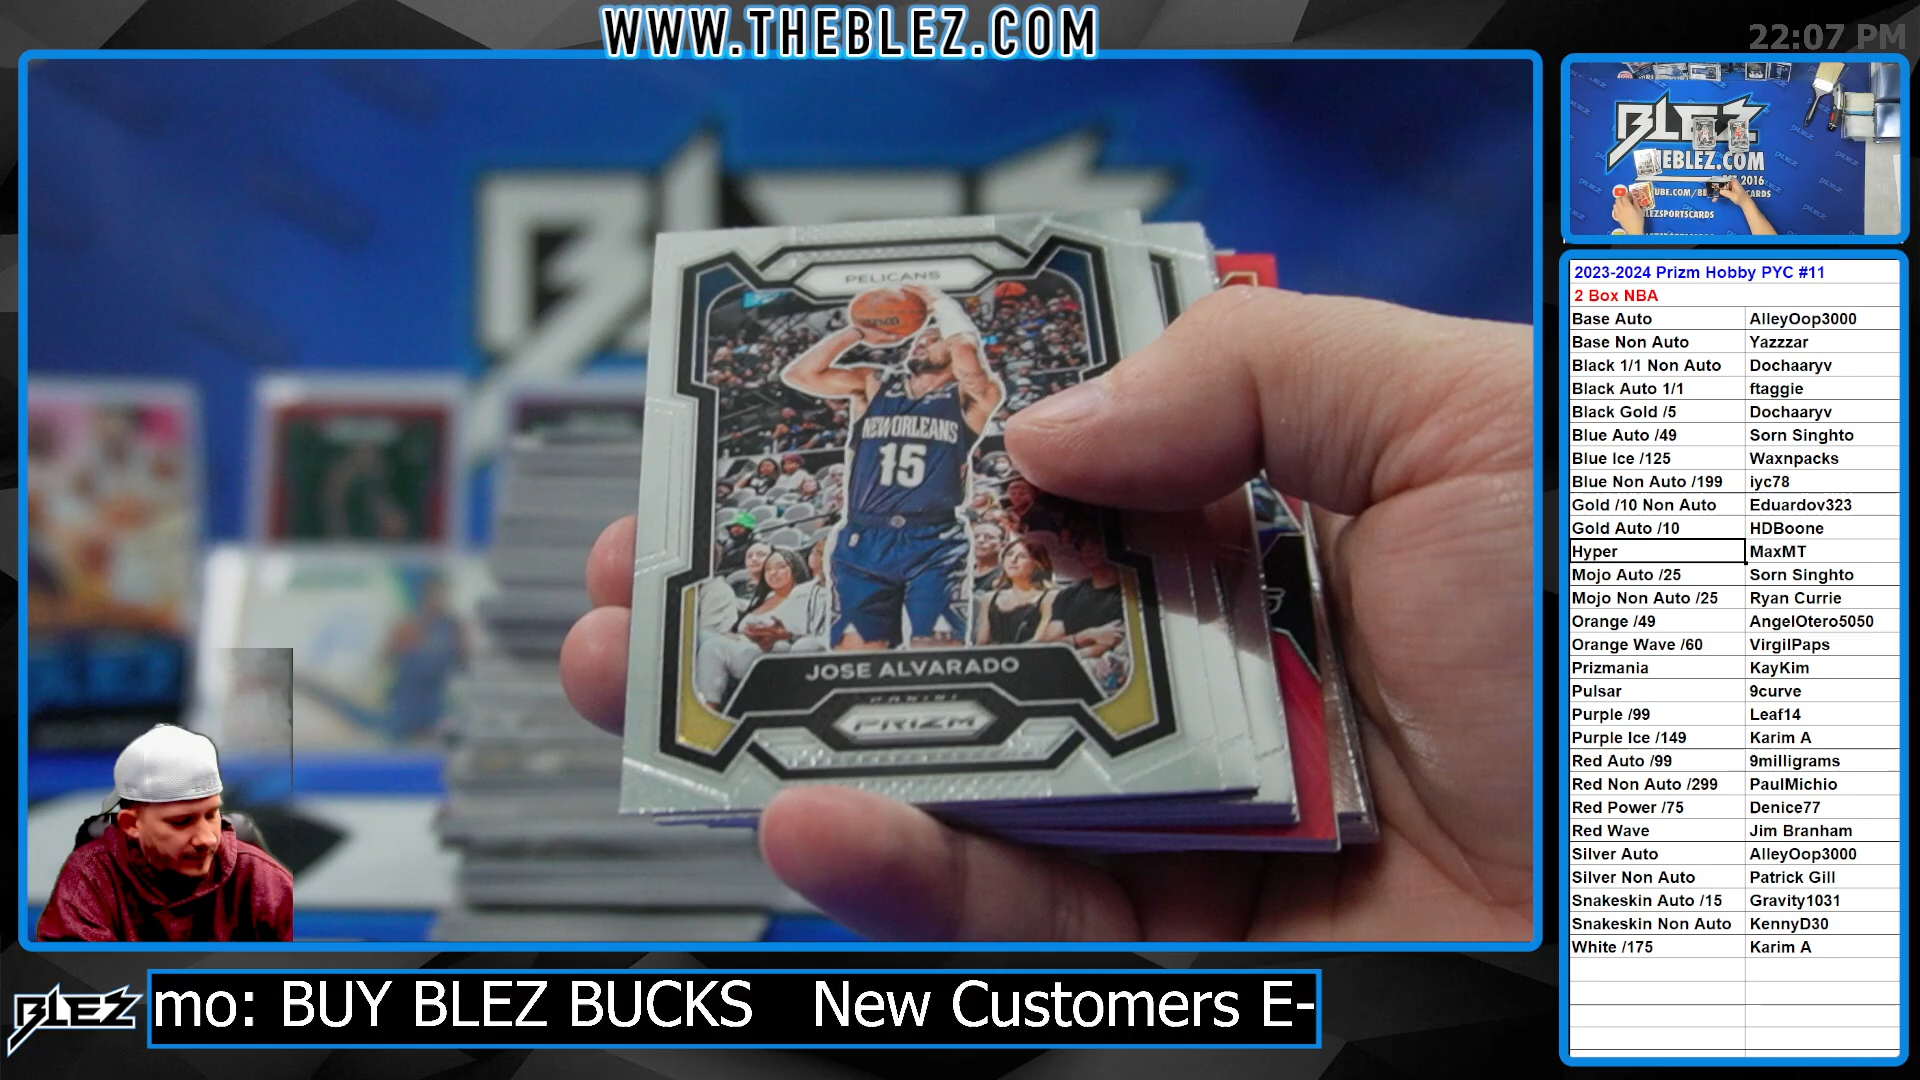 WWW.THEBLEZ.COM
22:07 PM
BLEZ
THEBLEZ.COM
2016
LEZSPORTSCARDS
PELICANS
NEW ORLEANS
15
JOSE ALVARADO
PANINI
PRIZM
2023-2024 Prizm Hobby PYC #11
2 Box NBA
Base Auto AlleyOop3000
Base Non Auto Yazzzar
Black 1/1 Non Auto Dochaaryv
Black Auto 1/1 ftaggie
Black Gold /5 Dochaaryv
Blue Auto /49 Sorn Singhto
Blue Ice /125 Waxnpacks
Blue Non Auto /199 iyc78
Gold /10 Non Auto Eduardov323
Gold Auto /10 HDBoone
Hyper MaxMT
Mojo Auto /25 Sorn Singhto
Mojo Non Auto /25 Ryan Currie
Orange /49 AngelOtero5050
Orange Wave /60 VirgilPaps
Prizmania KayKim
Pulsar 9curve
Purple /99 Leaf14
Purple Ice /149 Karim A
Red Auto /99 9milligrams
Red Non Auto /299 PaulMichio
Red Power /75 Denice77
Red Wave Jim Branham
Silver Auto AlleyOop3000
Silver Non Auto Patrick Gill
Snakeskin Auto /15 Gravity1031
Snakeskin Non Auto KennyD30
White /175 Karim A
BLEZ
mo: BUY BLEZ BUCKS New Customers E-